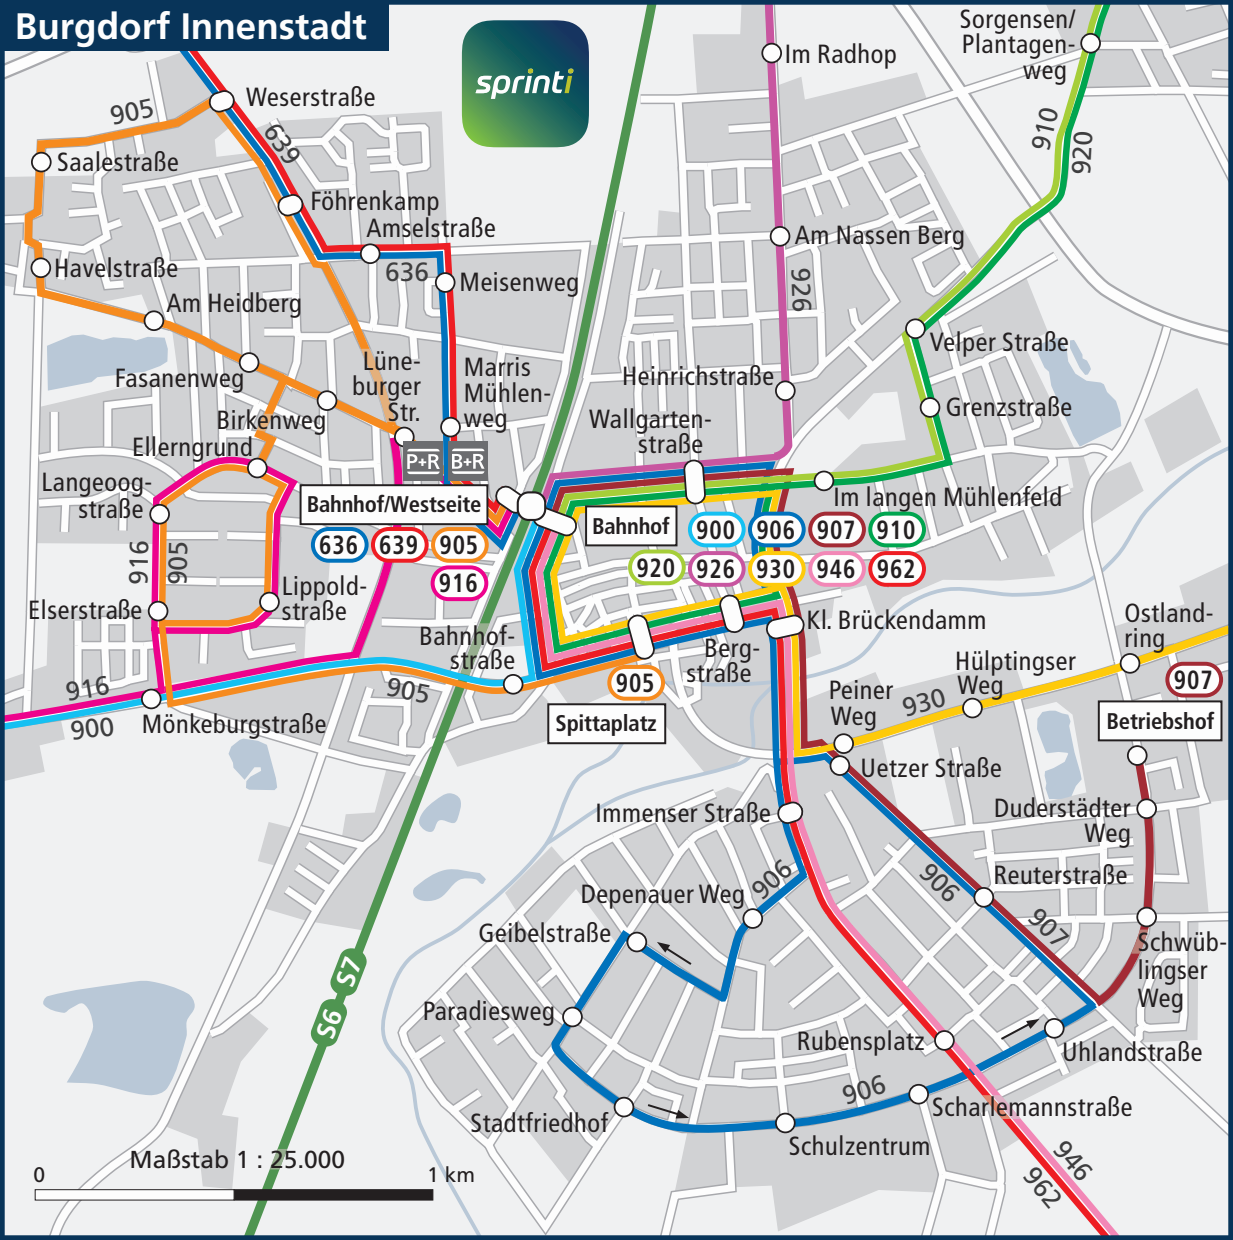 Burgdorf Innenstadt
sprinti
Im Radhop
Sorgensen/
Plantagen-
weg
910
920
905
Weserstraße
639
Saalestraße
Föhrenkamp
Amselstraße
636
Havelstraße
Meisenweg
Am Nassen Berg
926
Am Heidberg
Velper Straße
Fasanenweg
Lüne-
burger
Str.
Marris
Mühlen-
weg
Heinrichstraße
Grenzstraße
Birkenweg
Wallgarten-
straße
Ellerngrund
P+R
B+R
Langeoog-
straße
Im langen Mühlenfeld
Bahnhof/Westseite
636
639
905
916
Bahnhof
900
906
907
910
920
926
930
946
962
916
905
Lippold-
straße
Elserstraße
Bahnhof-
straße
Kl. Brückendamm
Berg-
straße
Ostland-
ring
Hülptingser
Weg
916
900
905
905
Spittaplatz
Mönkeburgstraße
Peiner
Weg
930
907
Betriebshof
Uetzer Straße
Immenser Straße
Duderstädter
Weg
906
906
Reuterstraße
Depenauer Weg
907
Geibelstraße
Schwüb-
lingser
Weg
S7
S6
Paradiesweg
Rubensplatz
Uhlandstraße
906
Stadtfriedhof
Scharlemannstraße
Schulzentrum
946
962
Maßstab 1 : 25.000
0
1 km